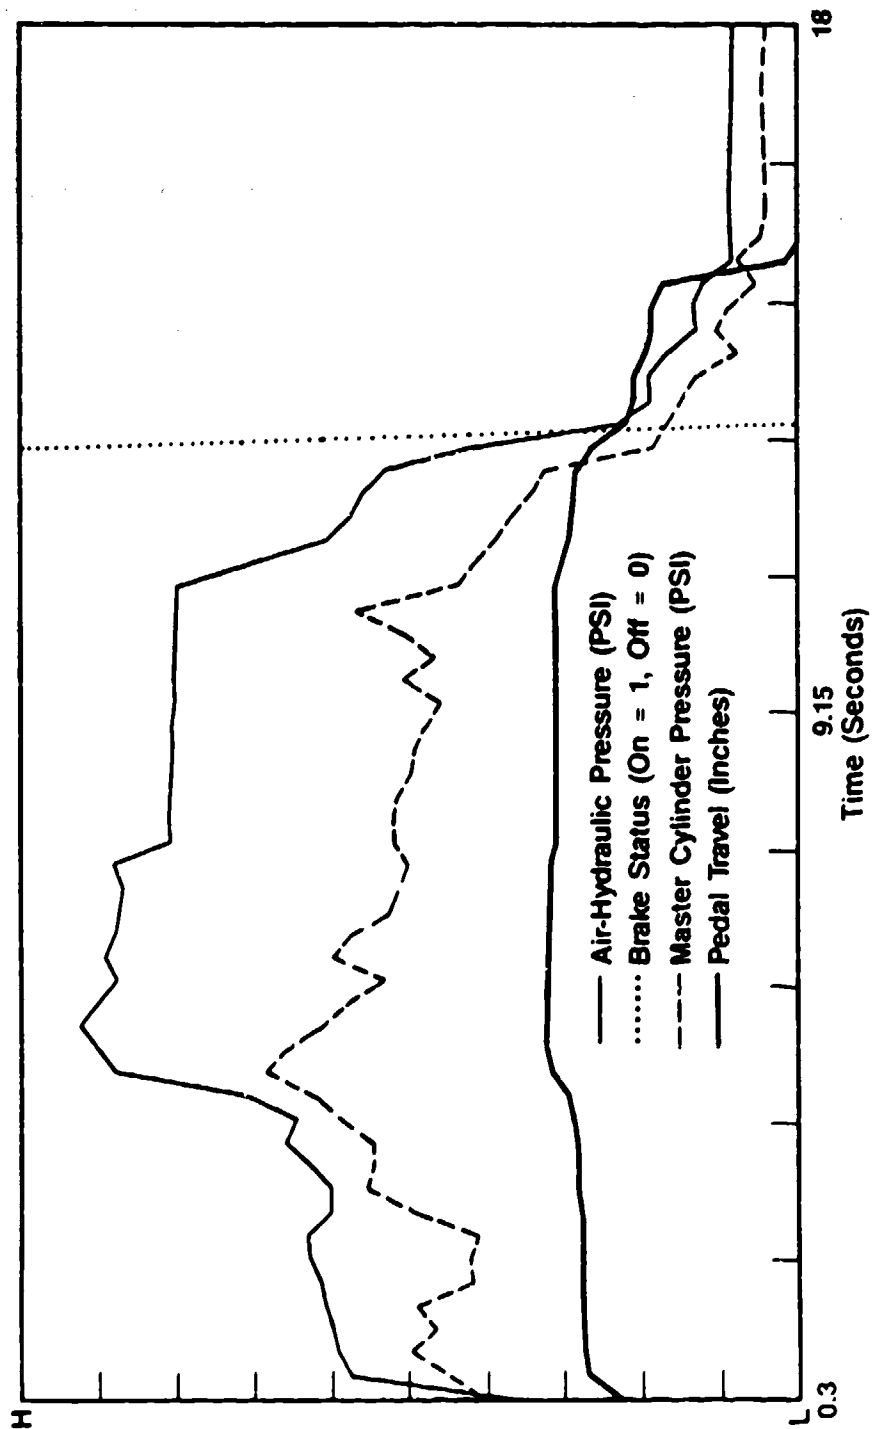 H
Air-Hydraulic Pressure (PSI)
Brake Status (On = 1, Off = 0)
Master Cylinder Pressure (PSI)
Pedal Travel (Inches)
L
0.3
9.15
18
Time (Seconds)